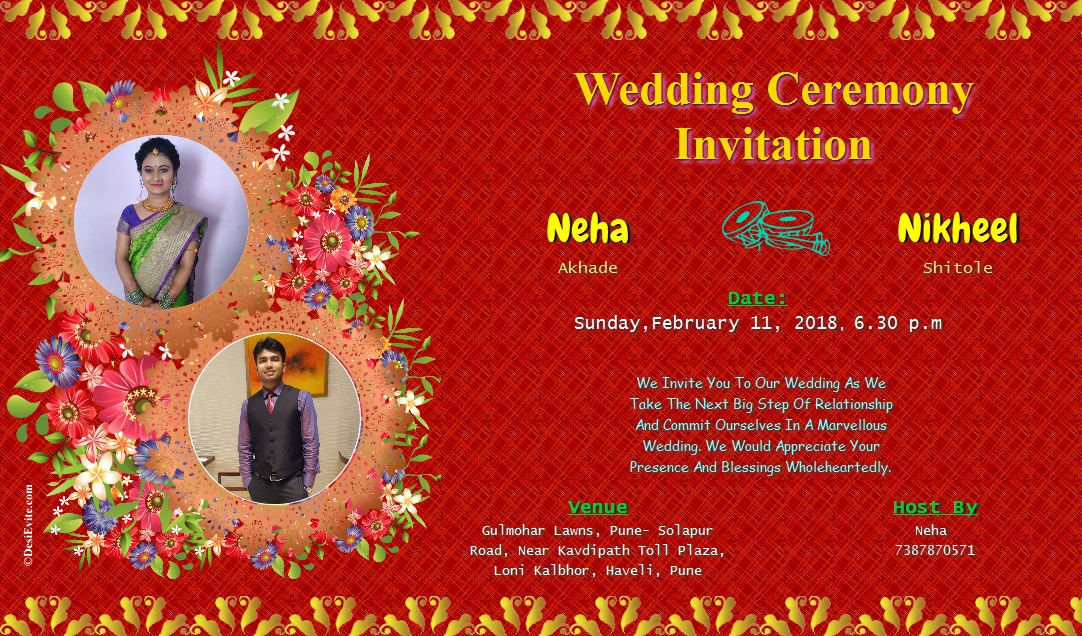 Wedding Ceremony
Invitation
Neha
Nikheel
Akhade
Shitole
Date:
Sunday,February 11, 2018, 6.30 p.m
We Invite You To Our Wedding As We
Take The Next Big Step Of Relationship
And Commit Ourselves In A Marvellous
Wedding. We Would Appreciate Your
Presence And Blessings Wholeheartedly.
Venue
Gulmohar Lawns, Pune- Solapur
Road, Near Kavdipath Toll Plaza,
Loni Kalbhor, Haveli, Pune
Host By
Neha
7387870571
©DesiEvite.com